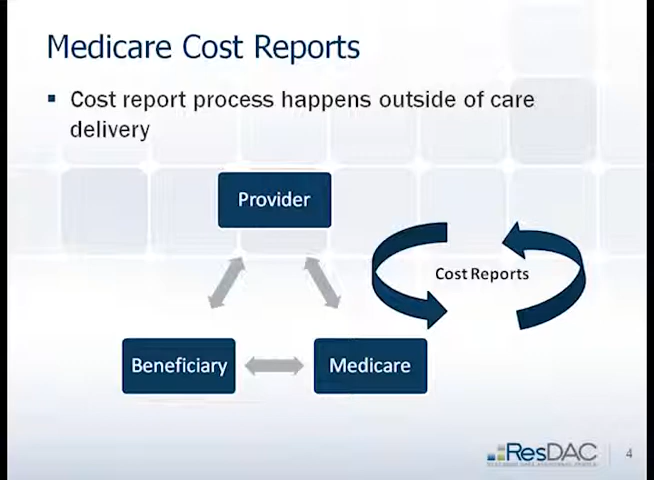 Medicare Cost Reports
▪ Cost report process happens outside of care
delivery
Provider
Cost Reports
Beneficiary
Medicare
ResDAC
4